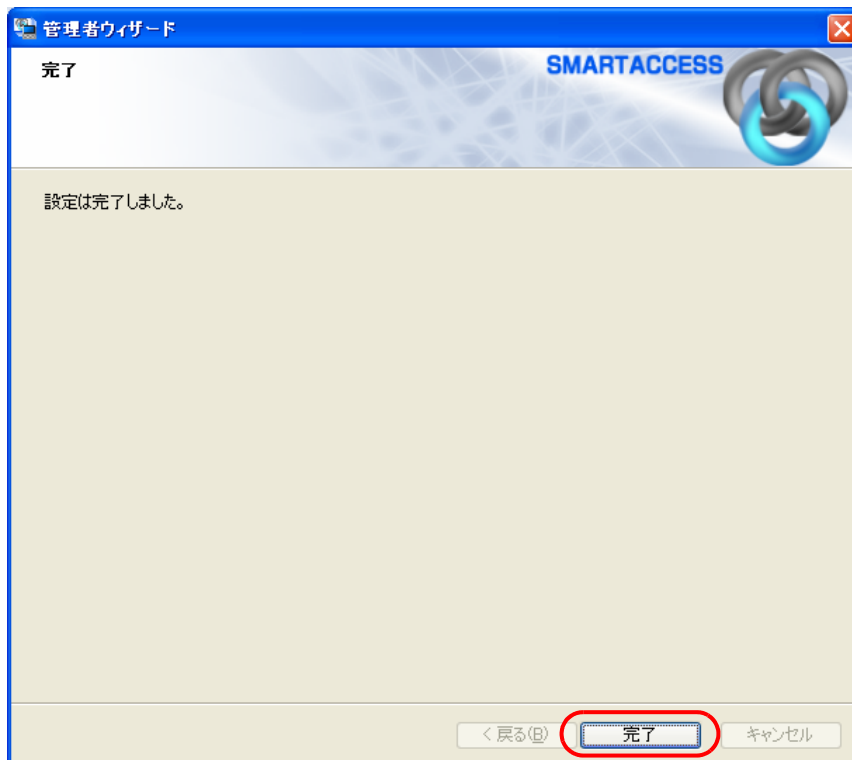 管理者ウィザード
完了
SMARTACCESS
設定は完了しました。
< 戻る(B)
完了
キャンセル